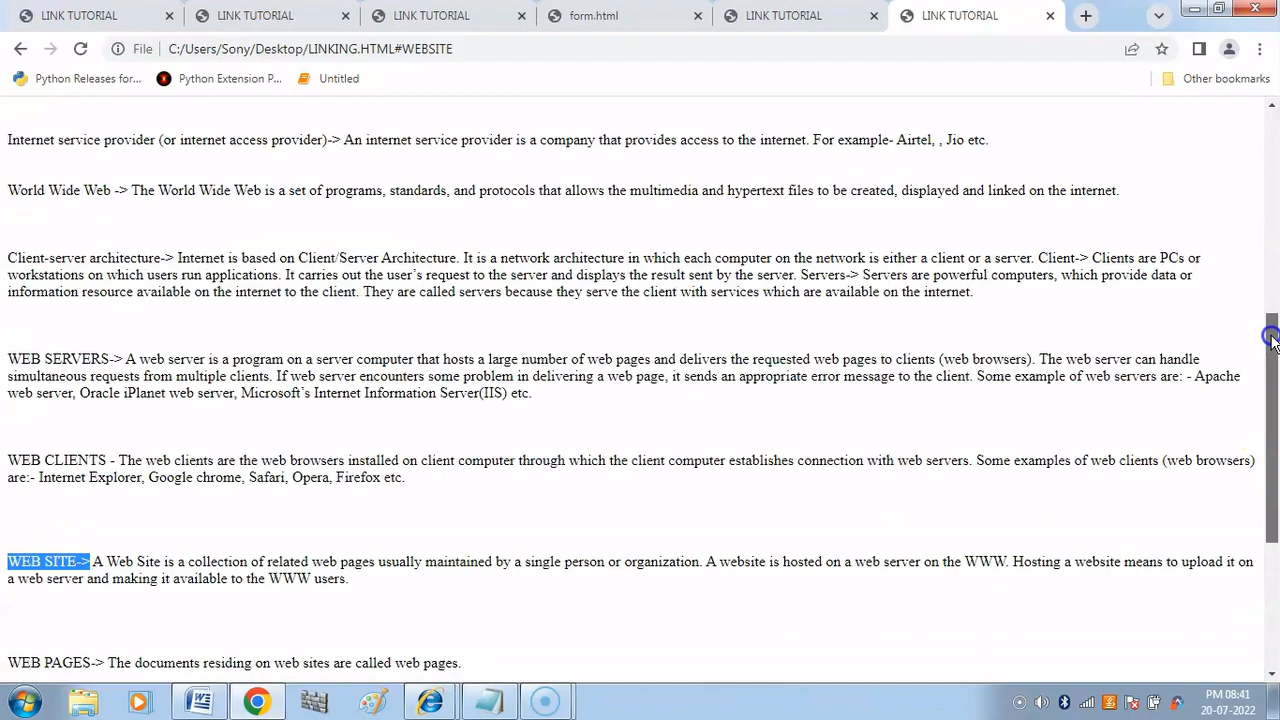 LINK TUTORIAL
LINK TUTORIAL
LINK TUTORIAL
form.html
LINK TUTORIAL
LINK TUTORIAL
File
C:/Users/Sony/Desktop/LINKING.HTML#WEBSITE
Python Releases for...
Python Extension P...
Untitled
Other bookmarks
Internet service provider (or internet access provider)-> An internet service provider is a company that provides access to the internet. For example- Airtel, , Jio etc.
World Wide Web -> The World Wide Web is a set of programs, standards, and protocols that allows the multimedia and hypertext files to be created, displayed and linked on the internet.
Client-server architecture-> Internet is based on Client/Server Architecture. It is a network architecture in which each computer on the network is either a client or a server. Client-> Clients are PCs or
workstations on which users run applications. It carries out the user’s request to the server and displays the result sent by the server. Servers-> Servers are powerful computers, which provide data or
information resource available on the internet to the client. They are called servers because they serve the client with services which are available on the internet.
WEB SERVERS-> A web server is a program on a server computer that hosts a large number of web pages and delivers the requested web pages to clients (web browsers). The web server can handle
simultaneous requests from multiple clients. If web server encounters some problem in delivering a web page, it sends an appropriate error message to the client. Some example of web servers are: - Apache
web server, Oracle iPlanet web server, Microsoft’s Internet Information Server(IIS) etc.
WEB CLIENTS - The web clients are the web browsers installed on client computer through which the client computer establishes connection with web servers. Some examples of web clients (web browsers)
are:- Internet Explorer, Google chrome, Safari, Opera, Firefox etc.
WEB SITE-> A Web Site is a collection of related web pages usually maintained by a single person or organization. A website is hosted on a web server on the WWW. Hosting a website means to upload it on
a web server and making it available to the WWW users.
WEB PAGES-> The documents residing on web sites are called web pages.
PM 08:41
20-07-2022